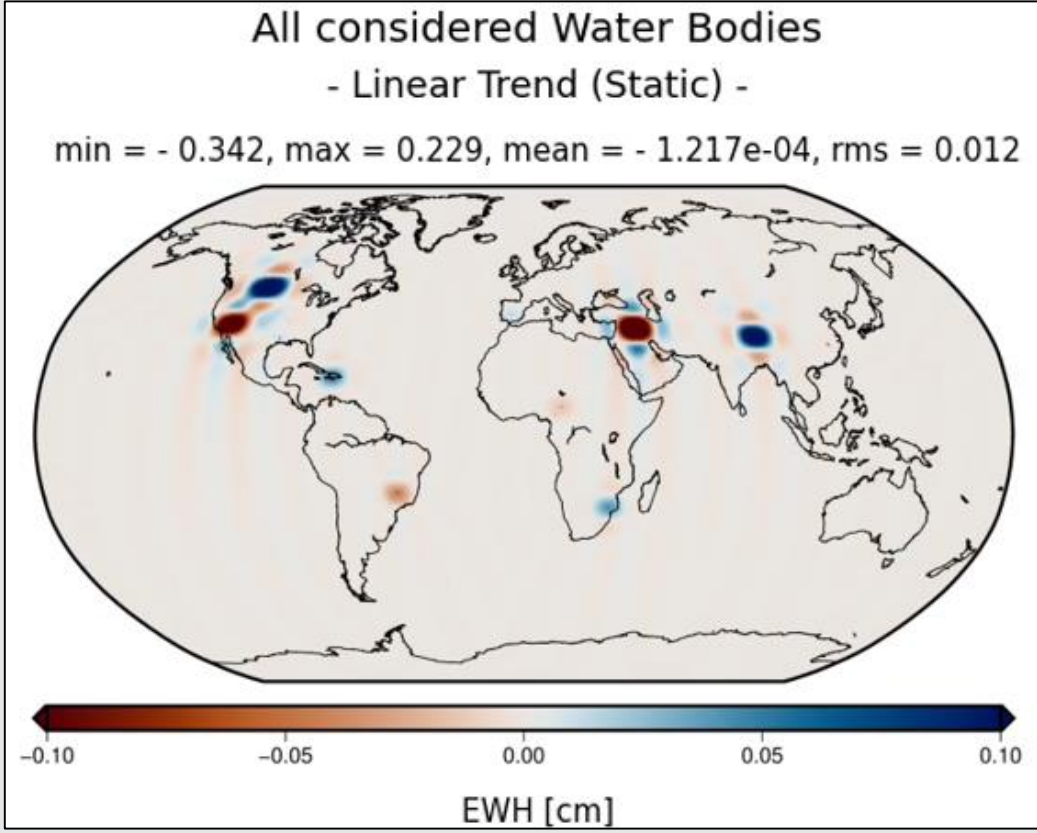 All considered Water Bodies
- Linear Trend (Static) -
min = - 0.342, max = 0.229, mean = - 1.217e-04, rms = 0.012
−0.10 −0.05 0.00 0.05 0.10
EWH [cm]